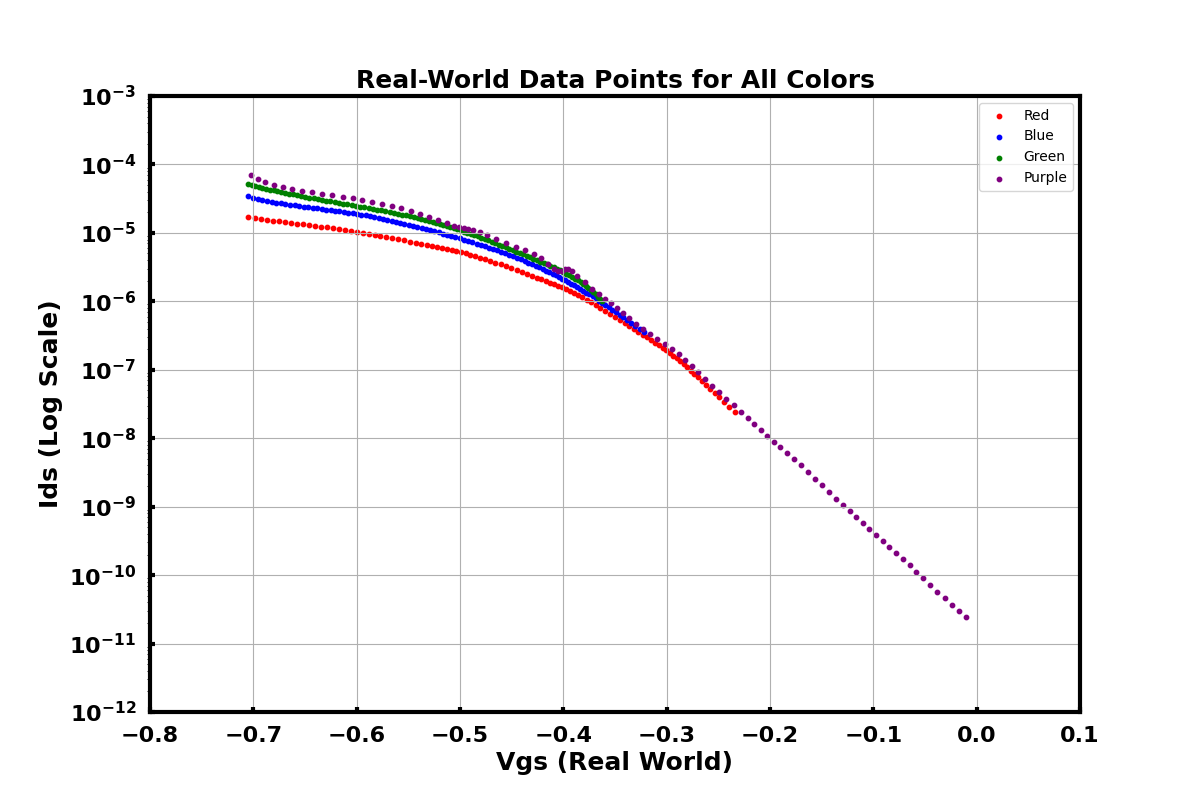 Real-World Data Points for All Colors
10⁻³
10⁻⁴
10⁻⁵
10⁻⁶
10⁻⁷
10⁻⁸
10⁻⁹
10⁻¹⁰
10⁻¹¹
10⁻¹²
Ids (Log Scale)
Red
Blue
Green
Purple
−0.8 −0.7 −0.6 −0.5 −0.4 −0.3 −0.2 −0.1 0.0 0.1
Vgs (Real World)